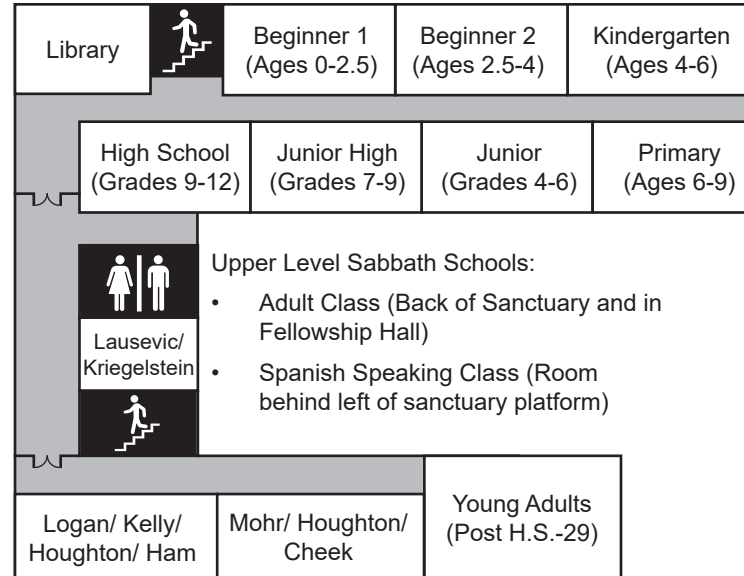 Library
Beginner 1
(Ages 0-2.5)
Beginner 2
(Ages 2.5-4)
Kindergarten
(Ages 4-6)
High School
(Grades 9-12)
Junior High
(Grades 7-9)
Junior
(Grades 4-6)
Primary
(Ages 6-9)
Lausevic/
Kriegelstein
Upper Level Sabbath Schools:
• Adult Class (Back of Sanctuary and in
Fellowship Hall)
• Spanish Speaking Class (Room
behind left of sanctuary platform)
Logan/ Kelly/
Houghton/ Ham
Mohr/ Houghton/
Cheek
Young Adults
(Post H.S.-29)